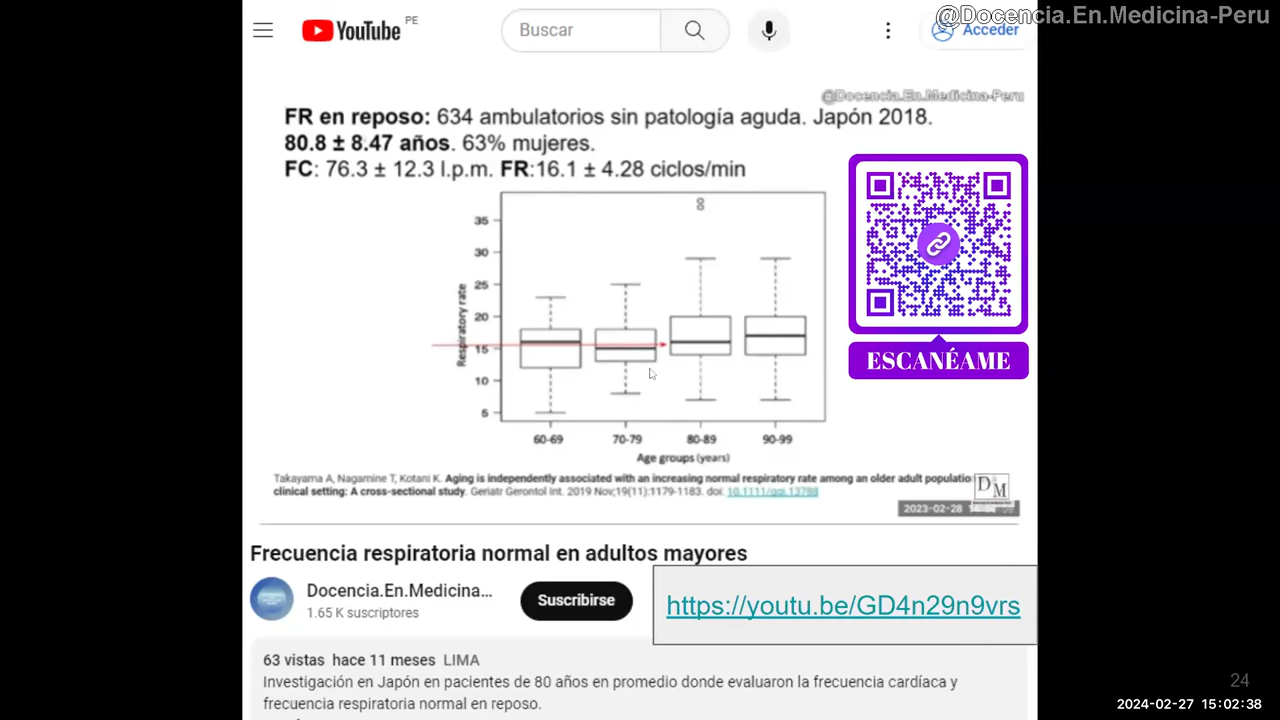 @Docencia.En.Medicina-Peru
YouTube PE
Buscar
Acceder
@Docencia.En.Medicina-Peru
FR en reposo: 634 ambulatorios sin patología aguda. Japón 2018.
80.8 ± 8.47 años. 63% mujeres.
FC: 76.3 ± 12.3 l.p.m. FR:16.1 ± 4.28 ciclos/min
35
30
25
20
15
10
5
Respiratory rate
60-69 70-79 80-89 90-99
Age groups (years)
ESCANÉAME
Takayama A, Nagamine T, Kotani K. Aging is independently associated with an increasing normal respiratory rate among an older adult populatio
clinical setting: A cross-sectional study. Geriatr Gerontol Int. 2019 Nov;19(11):1179-1183. doi: 10.1111/ggi.13788
DM
2023-02-28
Frecuencia respiratoria normal en adultos mayores
Docencia.En.Medicina...
1.65 K suscriptores
Suscribirse
https://youtu.be/GD4n29n9vrs
63 vistas hace 11 meses LIMA
Investigación en Japón en pacientes de 80 años en promedio donde evaluaron la frecuencia cardíaca y
frecuencia respiratoria normal en reposo.
24
2024-02-27 15:02:38